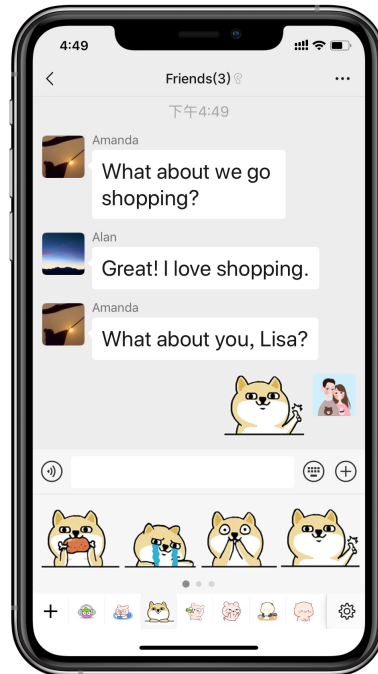 4:49
Friends(3)
下午4:49
Amanda
What about we go
shopping?
Alan
Great! I love shopping.
Amanda
What about you, Lisa?